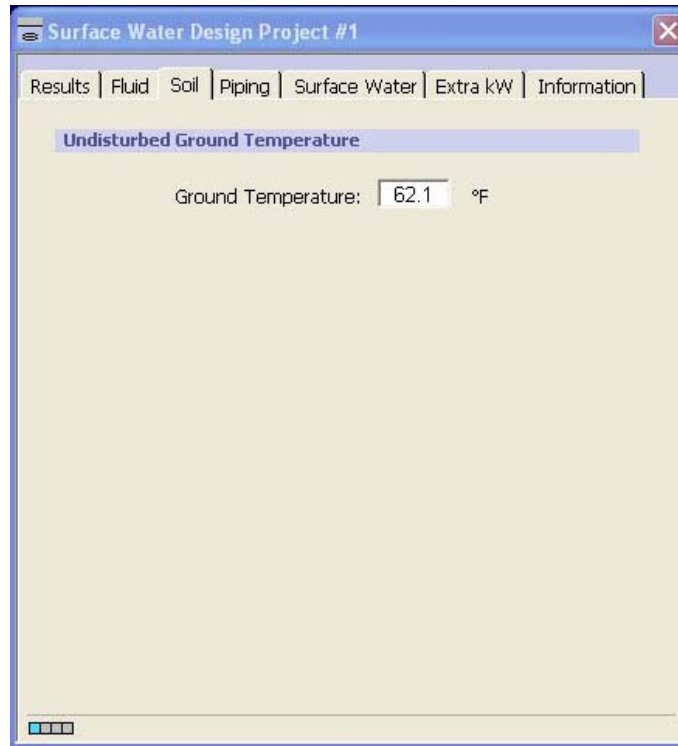 Surface Water Design Project #1
Results Fluid Soil Piping Surface Water Extra kW Information
Undisturbed Ground Temperature
Ground Temperature: 62.1 °F